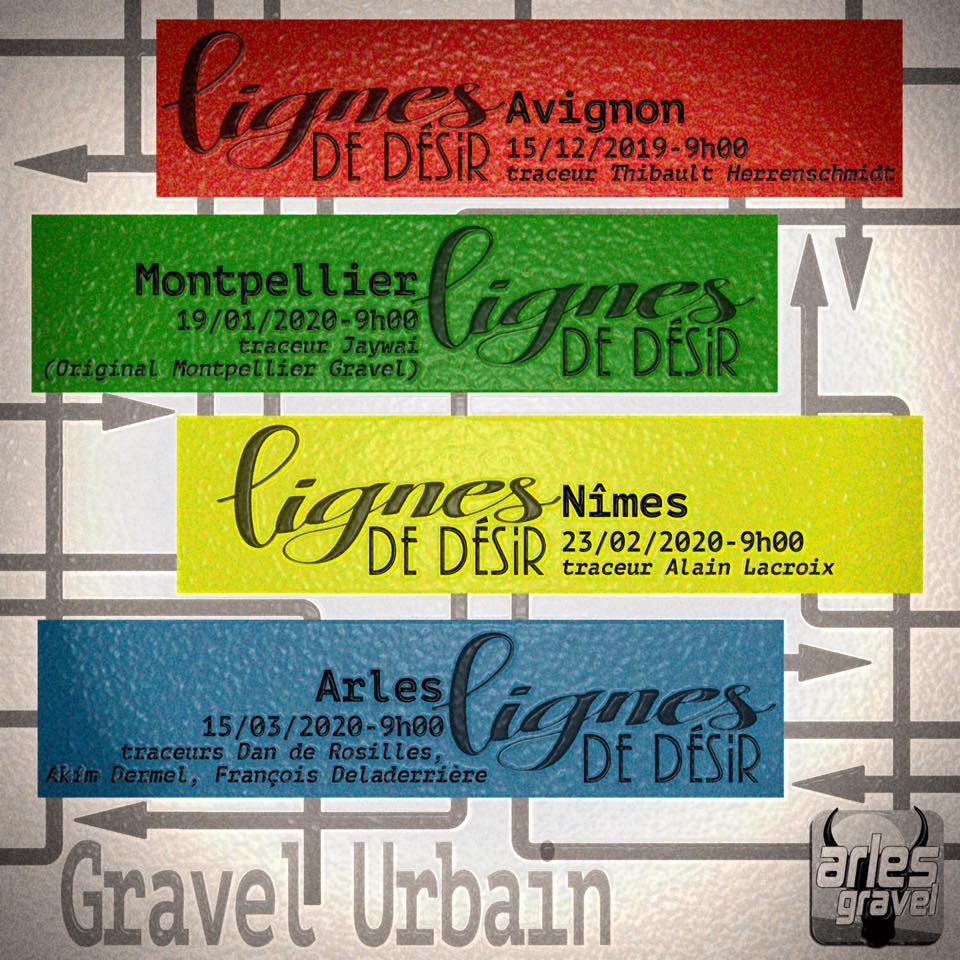 lignes
DE DÉSiR
Avignon
15/12/2019-9h00
traceur Thibault Herrenschmidt
Montpellier
19/01/2020-9h00
traceur Jaywai
(Original Montpellier Gravel)
lignes
DE DÉSiR
lignes
DE DÉSiR
Nîmes
23/02/2020-9h00
traceur Alain Lacroix
Arles
15/03/2020-9h00
traceurs Dan de Rosilles,
Akim Dermel, François Deladerrière
lignes
DE DÉSiR
Gravel Urbain
arles
gravel